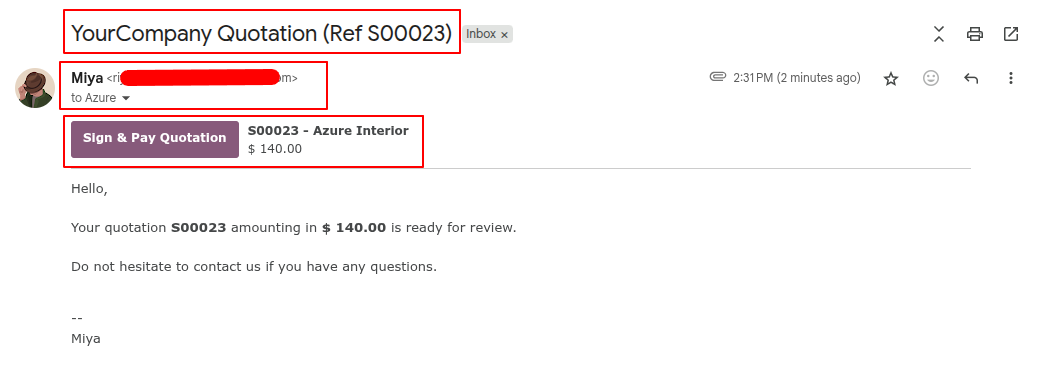 YourCompany Quotation (Ref S00023) Inbox ×
Miya 2:31 PM (2 minutes ago)
to Azure
Sign & Pay Quotation S00023 - Azure Interior
$ 140.00
Hello,
Your quotation S00023 amounting in $ 140.00 is ready for review.
Do not hesitate to contact us if you have any questions.
--
Miya